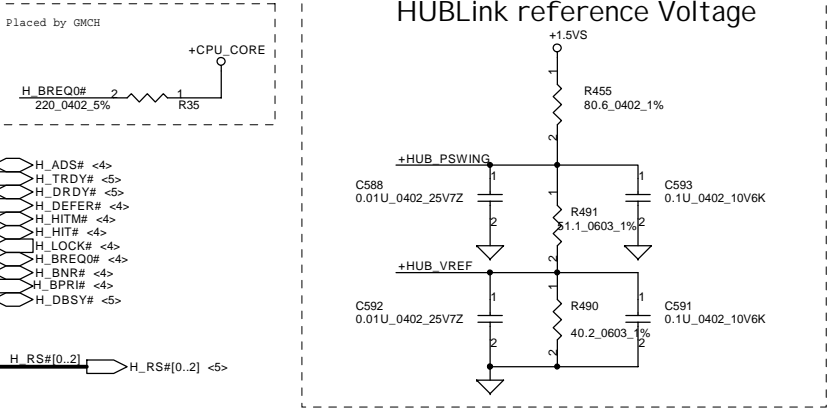 Placed by GMCH
+CPU_CORE
H_BREQ0#
2
1
220_0402_5%
R35
H_ADS# <4>
H_TRDY# <5>
H_DRDY# <5>
H_DEFER# <4>
H_HITM# <4>
H_HIT# <4>
H_LOCK# <4>
H_BREQ0# <4>
H_BNR# <4>
H_BPRI# <4>
H_DBSY# <5>
H_RS#[0..2]
H_RS#[0..2] <5>
HUBLink reference Voltage
+1.5VS
1
R455
80.6_0402_1%
2
+HUB_PSWING
1
1
1
C588
0.01U_0402_25V7Z
C593
0.1U_0402_10V6K
R491
51.1_0603_1%
2
2
2
+HUB_VREF
1
1
1
C592
0.01U_0402_25V7Z
R490
C591
0.1U_0402_10V6K
40.2_0603_1%
2
2
2